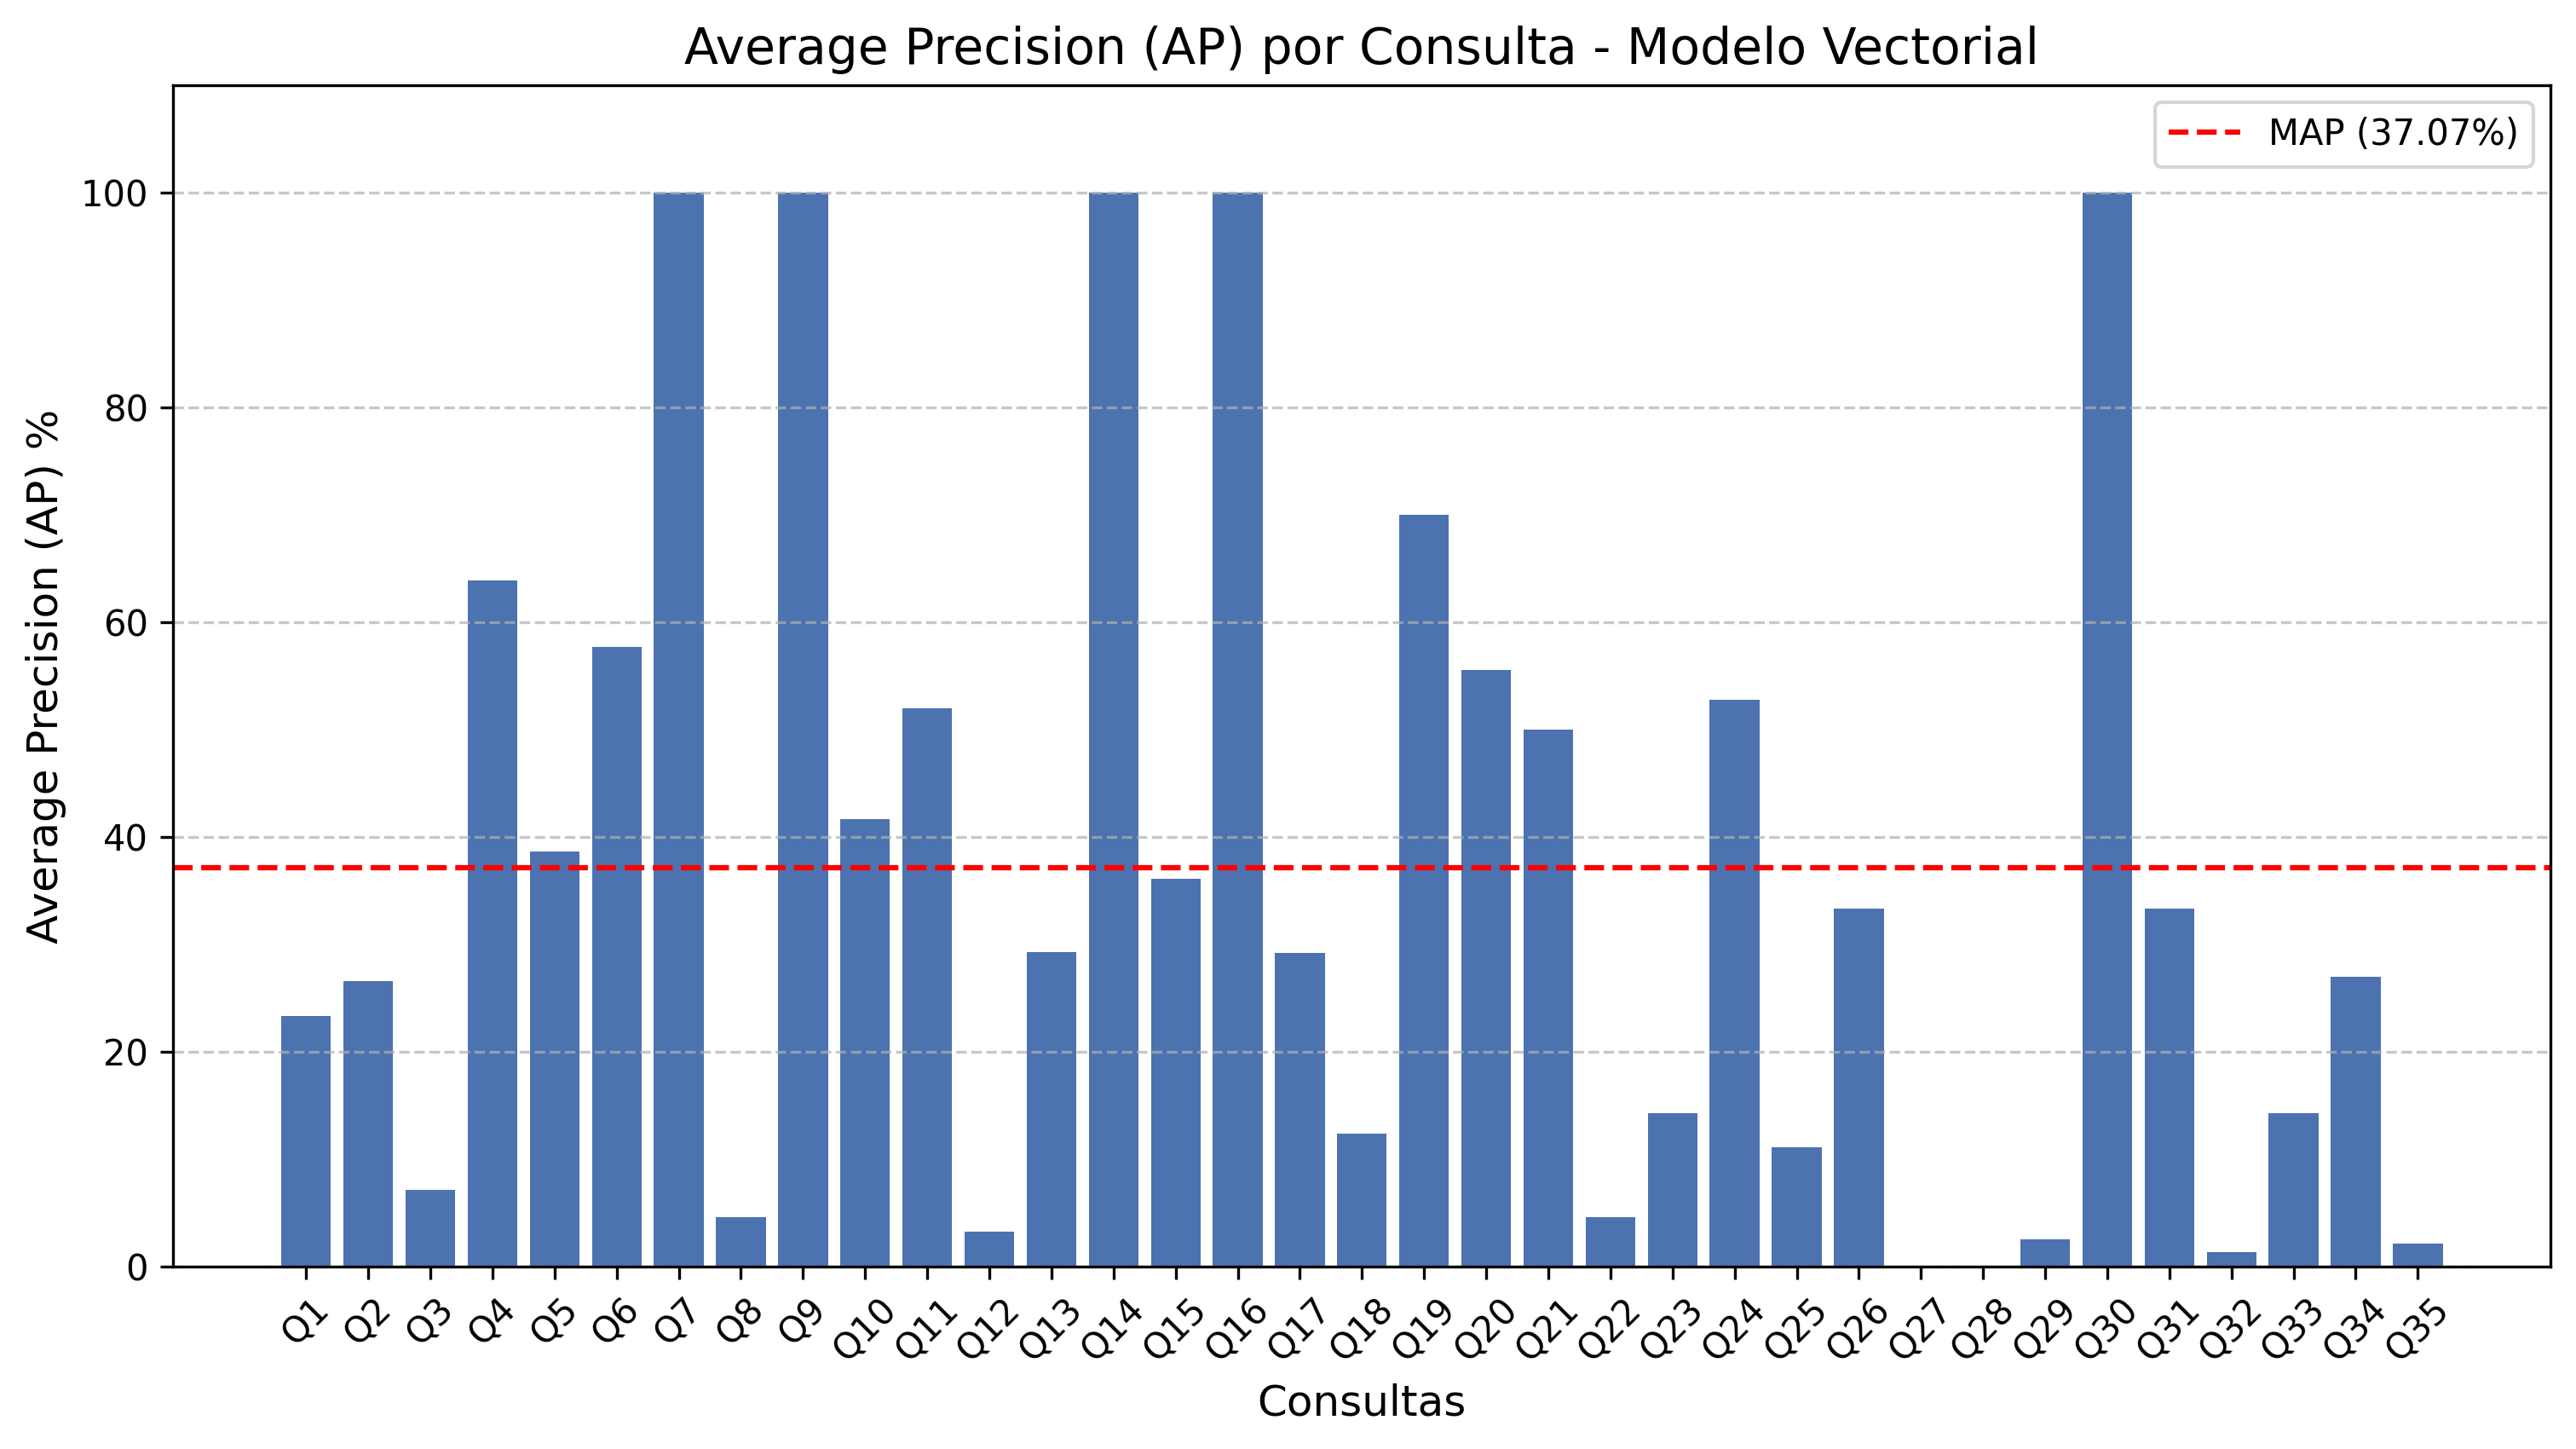 Average Precision (AP) por Consulta - Modelo Vectorial
MAP (37.07%)
Average Precision (AP) %
100
80
60
40
20
0
Q1
Q2
Q3
Q4
Q5
Q6
Q7
Q8
Q9
Q10
Q11
Q12
Q13
Q14
Q15
Q16
Q17
Q18
Q19
Q20
Q21
Q22
Q23
Q24
Q25
Q26
Q27
Q28
Q29
Q30
Q31
Q32
Q33
Q34
Q35
Consultas